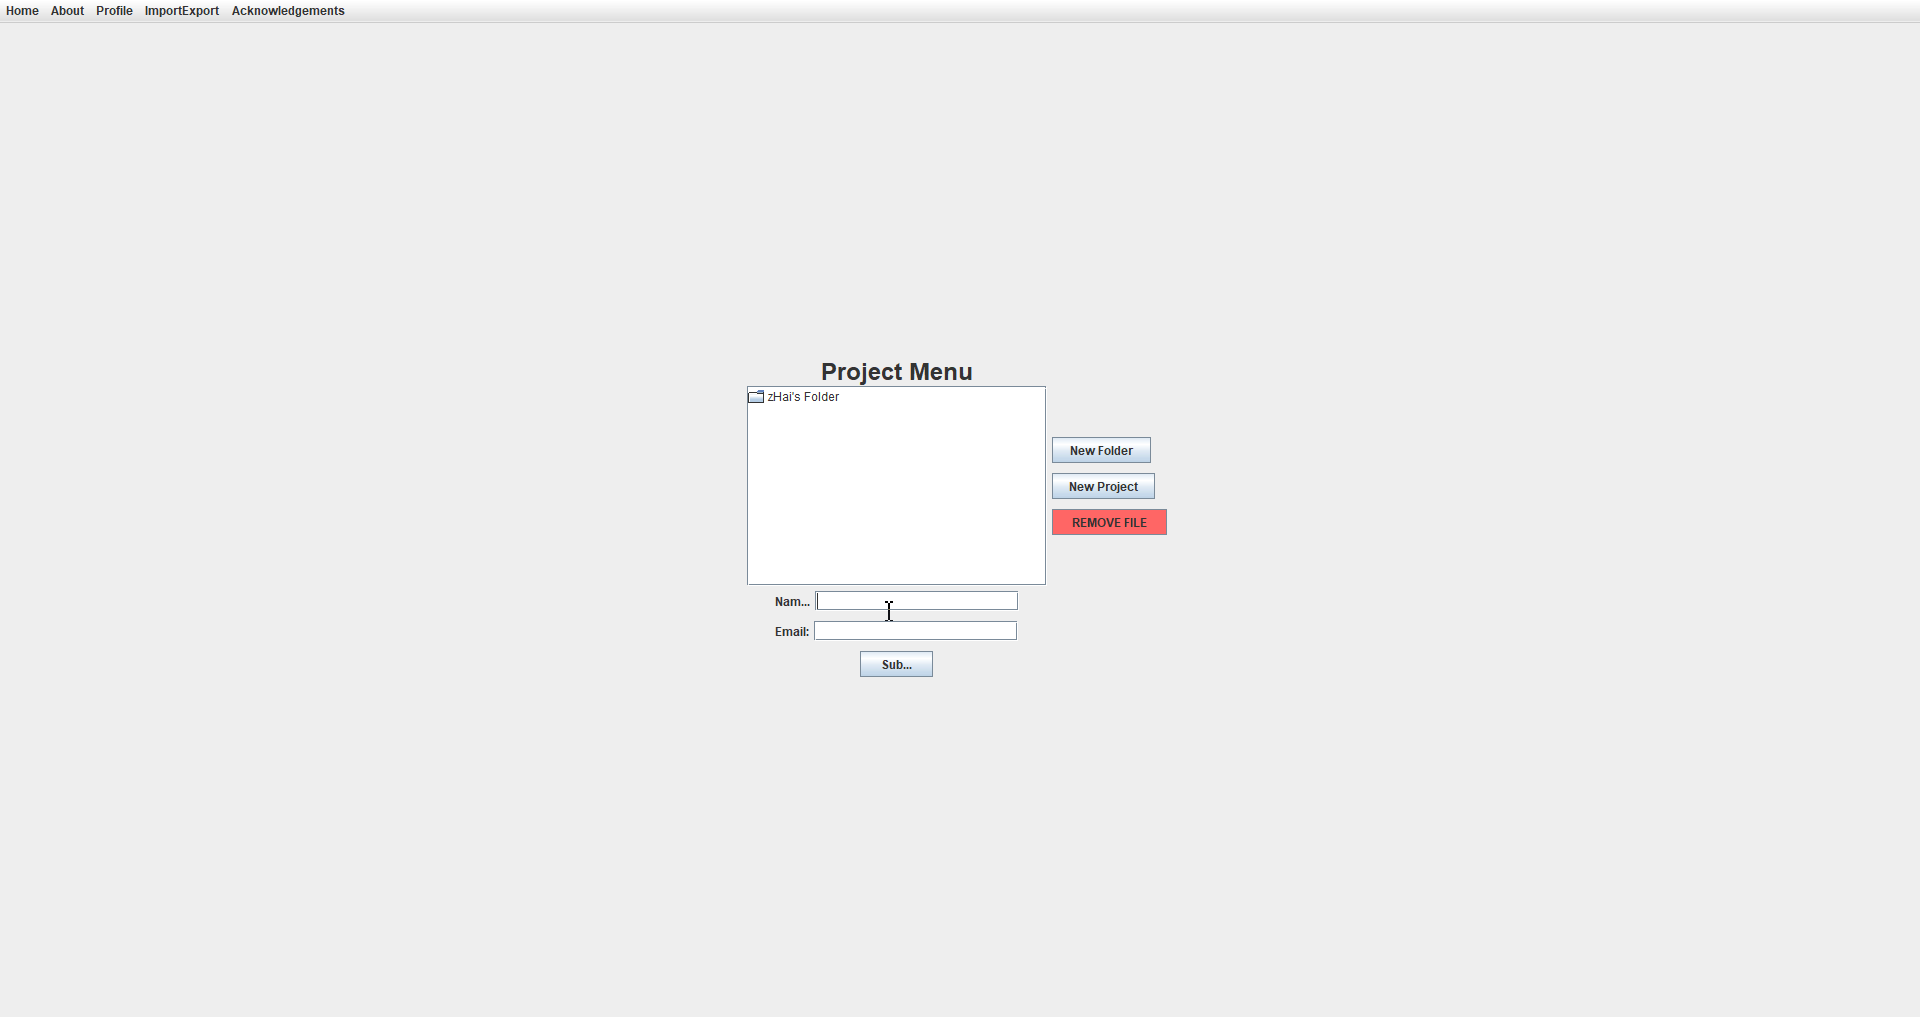 Home About Profile ImportExport Acknowledgements
Project Menu
zHai's Folder
New Folder
New Project
REMOVE FILE
Nam...
Email:
Sub...